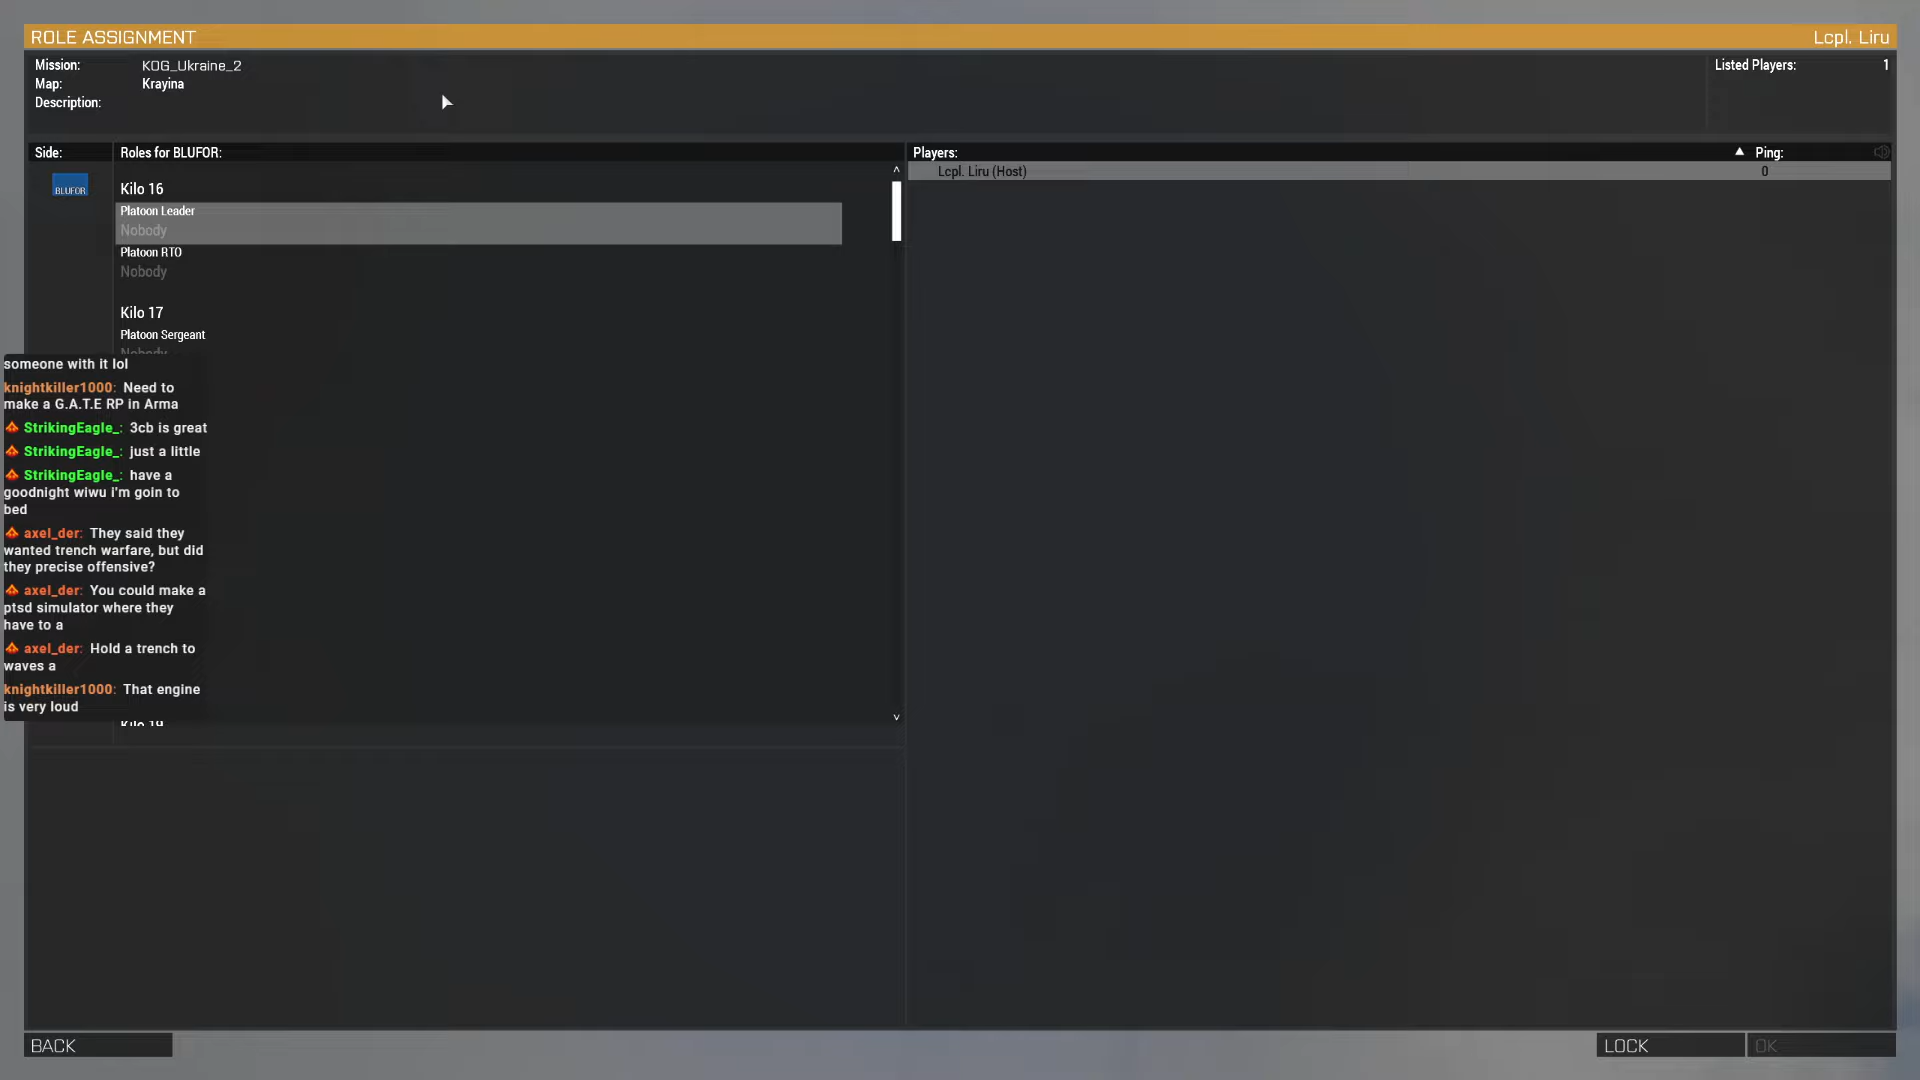 ROLE ASSIGNMENT
Lcpl. Liru
Mission: KOG_Ukraine_2
Listed Players: 1
Map: Krayina
Description:
Side:
Roles for BLUFOR:
Players:
Ping:
BLUFOR
Kilo 16
Lcpl. Liru (Host) 0
Platoon Leader
Nobody
Platoon RTO
Nobody
Kilo 17
Platoon Sergeant
Nobody
someone with it lol
knightkiller1000: Need to
make a G.A.T.E RP in Arma
StrikingEagle_: 3cb is great
StrikingEagle_: just a little
StrikingEagle_: have a
goodnight wiwu i'm goin to
bed
axel_der: They said they
wanted trench warfare, but did
they precise offensive?
axel_der: You could make a
ptsd simulator where they
have to a
axel_der: Hold a trench to
waves a
knightkiller1000: That engine
is very loud
Kilo 19
BACK
LOCK
OK